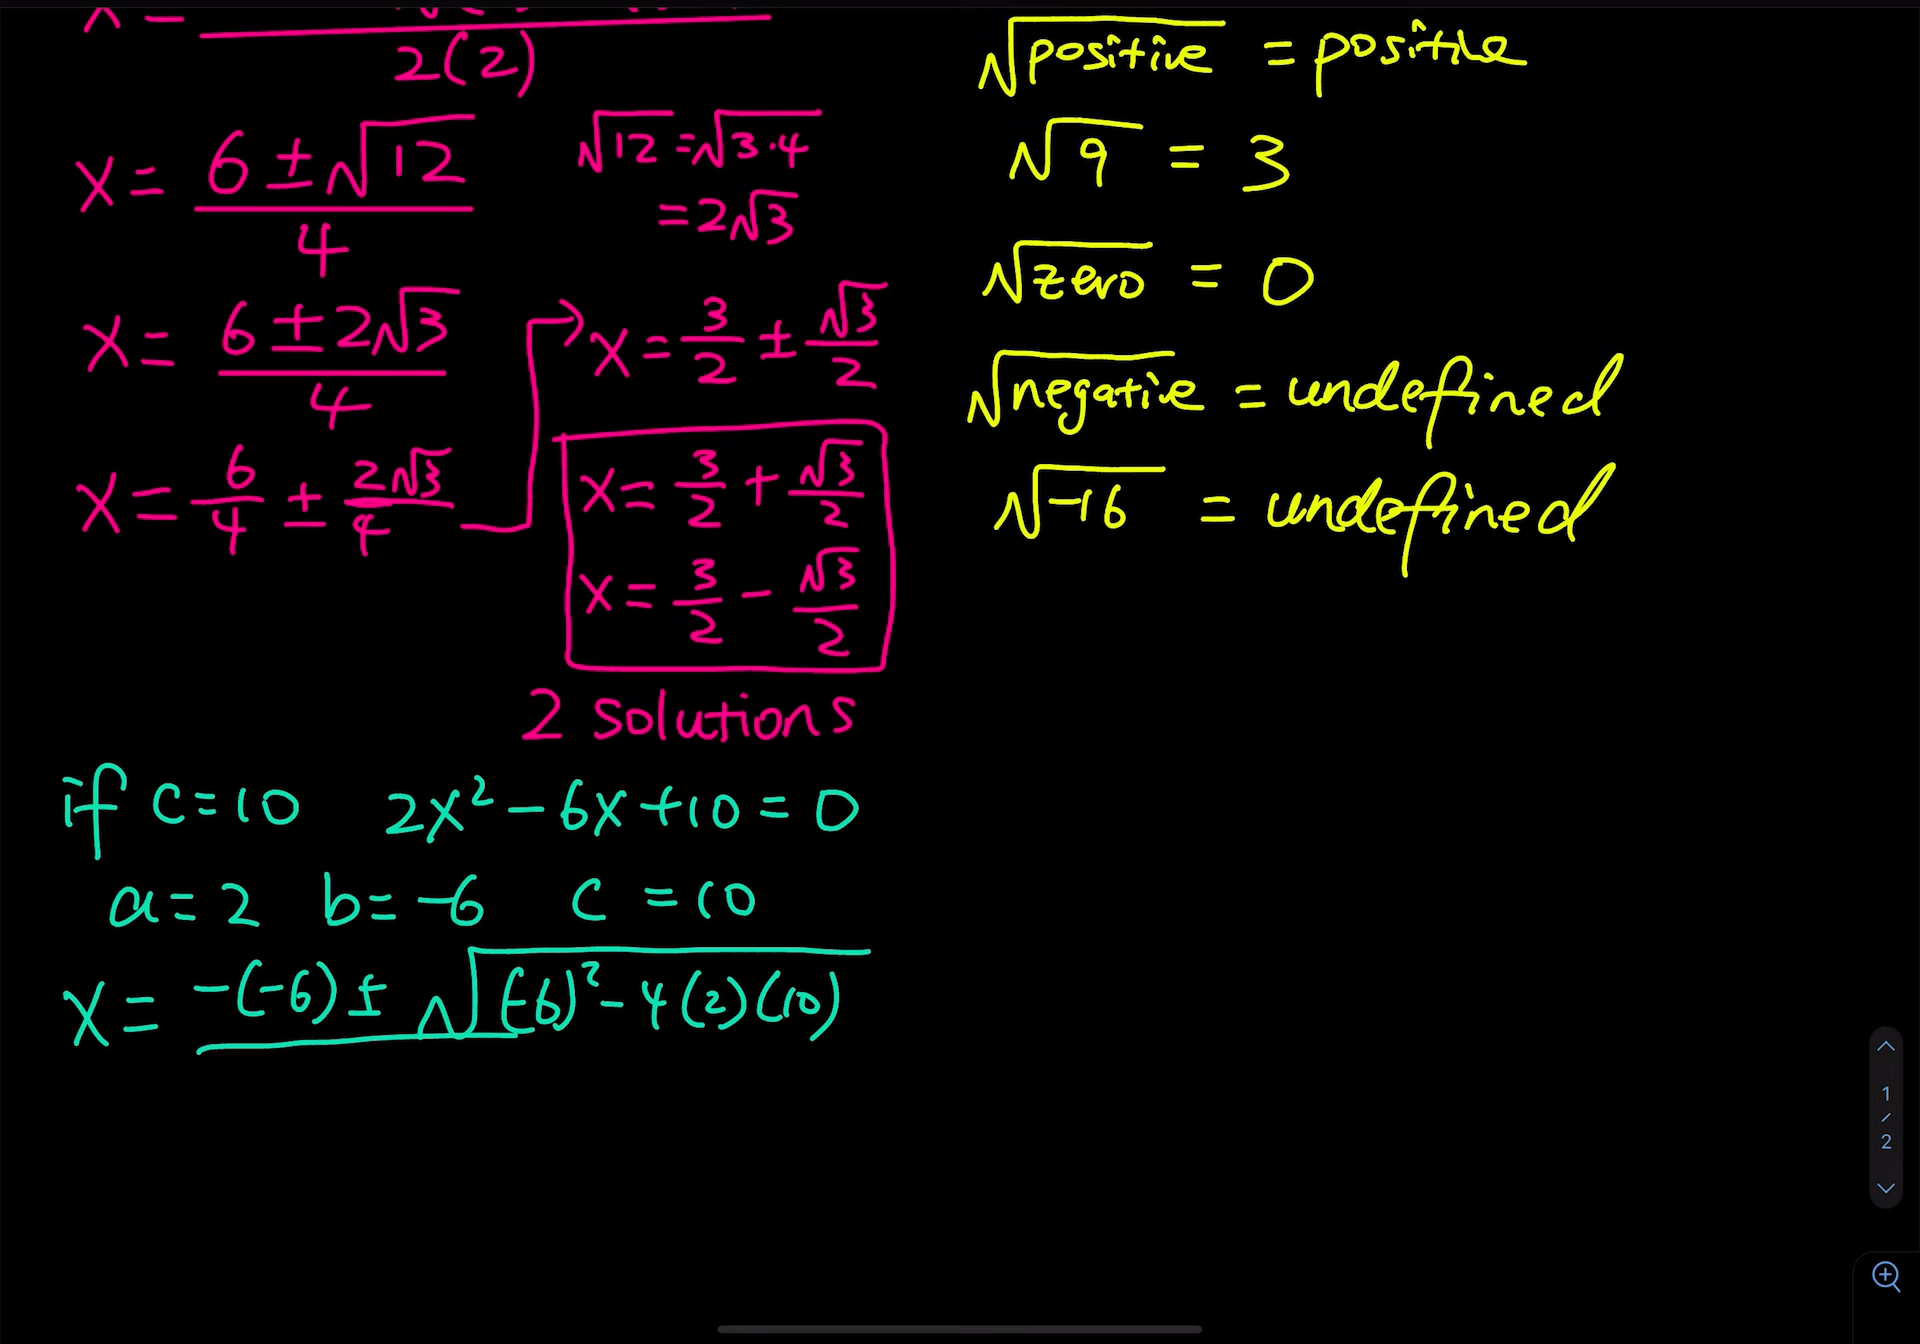 2(2)
x = (6 ± √12)/4
√12 = √3·4
= 2√3
x = (6 ± 2√3)/4
x = 6/4 ± 2√3/4
x = 3/2 ± √3/2
x = 3/2 + √3/2
x = 3/2 - √3/2
2 solutions
if c=10 2x² - 6x + 10 = 0
a = 2 b = -6 c = 10
x = -(-6) ± √(-6)² - 4(2)(10)
√positive = positive
√9 = 3
√zero = 0
√negative = undefined
√-16 = undefined
1
/
2